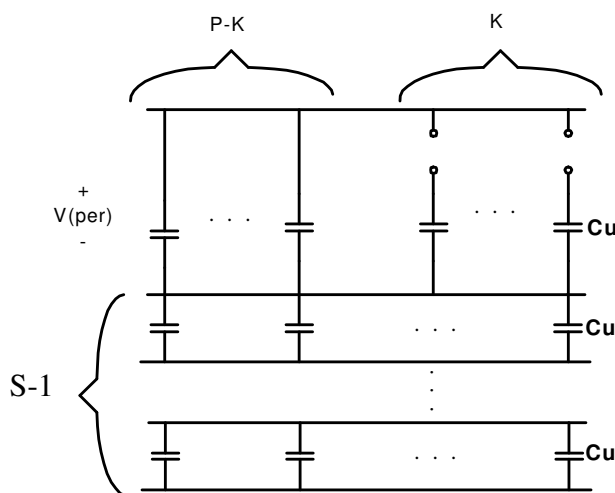 P-K
K
+
V(per)
-
. . .
. . .
Cu
S-1
. . .
Cu
. . .
. . .
Cu